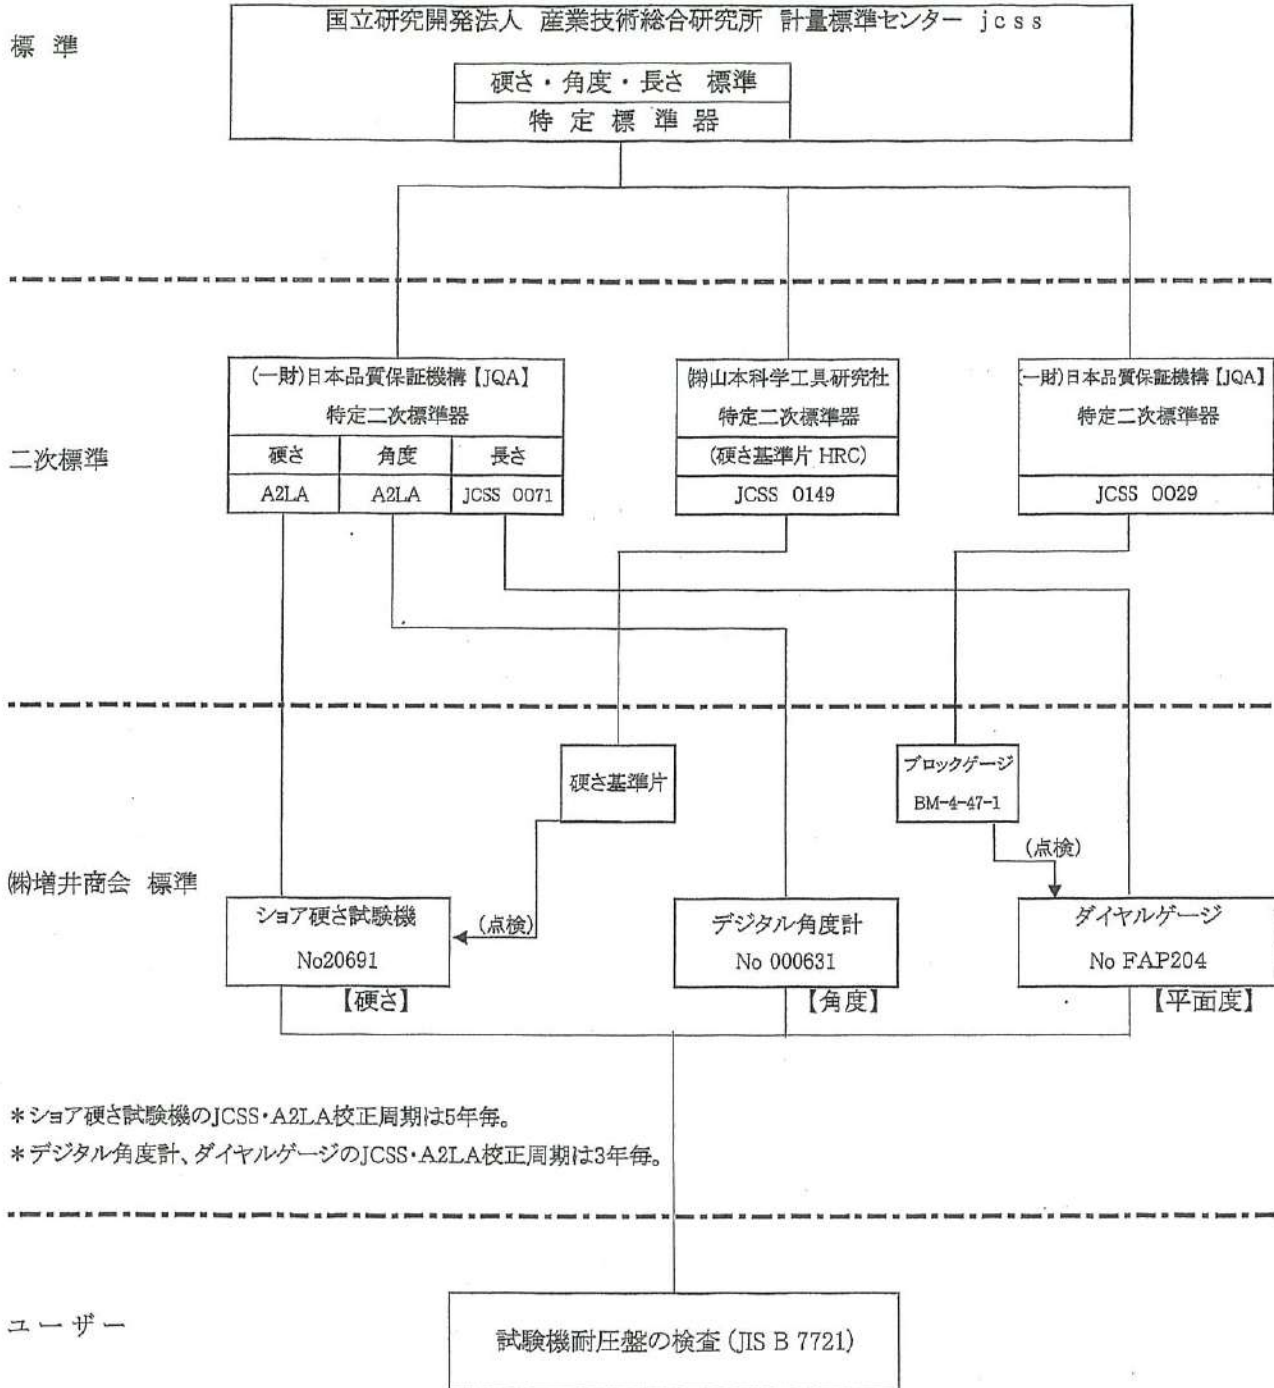 国立研究開発法人 産業技術総合研究所 計量標準センター jcss
標 準
硬さ・角度・長さ 標準
特 定 標 準 器
(一財)日本品質保証機構【JQA】
特定二次標準器
硬さ 角度 長さ
A2LA A2LA JCSS 0071
㈱山本科学工具研究社
特定二次標準器
(硬さ基準片 HRC)
JCSS 0149
(一財)日本品質保証機構【JQA】
特定二次標準器
JCSS 0029
二次標準
硬さ基準片
ブロックゲージ
BM-4-47-1
(点検)
㈱増井商会 標準
ショア硬さ試験機
No20691
(点検)
【硬さ】
デジタル角度計
No 000631
【角度】
ダイヤルゲージ
No FAP204
【平面度】
＊ショア硬さ試験機のJCSS・A2LA校正周期は5年毎。
＊デジタル角度計、ダイヤルゲージのJCSS・A2LA校正周期は3年毎。
ユーザー
試験機耐圧盤の検査(JIS B 7721)